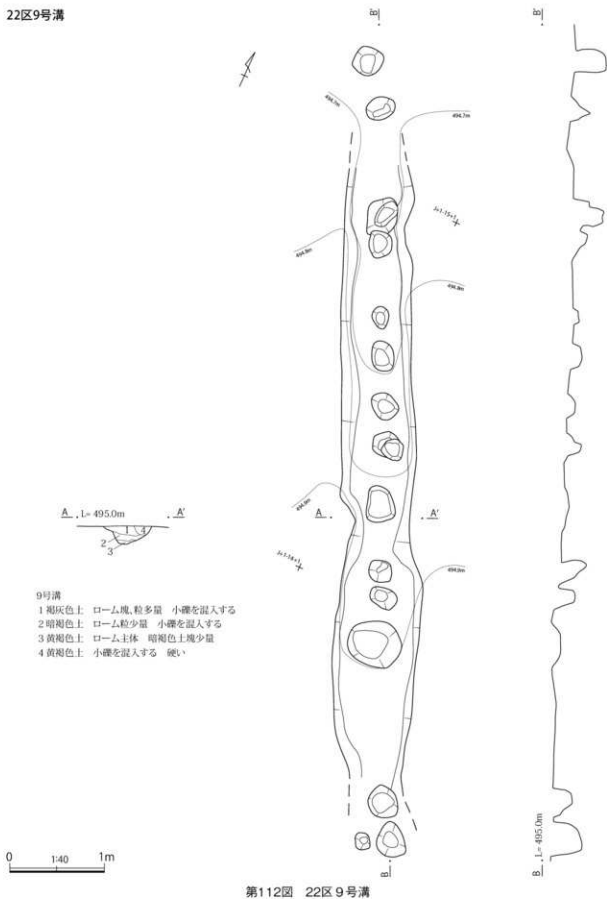 22区9号溝
B'
B'
494.7m
494.7m
494.8m
494.8m
A L= 495.0m A'
494.9m
A A'
494.9m
9号溝
1 褐灰色土 ローム塊、粒多量 小礫を混入する
2 暗褐色土 ローム粒少量 小礫を混入する
3 黄褐色土 ローム主体 暗褐色土塊少量
4 黄褐色土 小礫を混入する 硬い
1
2
3
4
B
B L= 495.0m
0 1:40 1m
第112図 22区9号溝